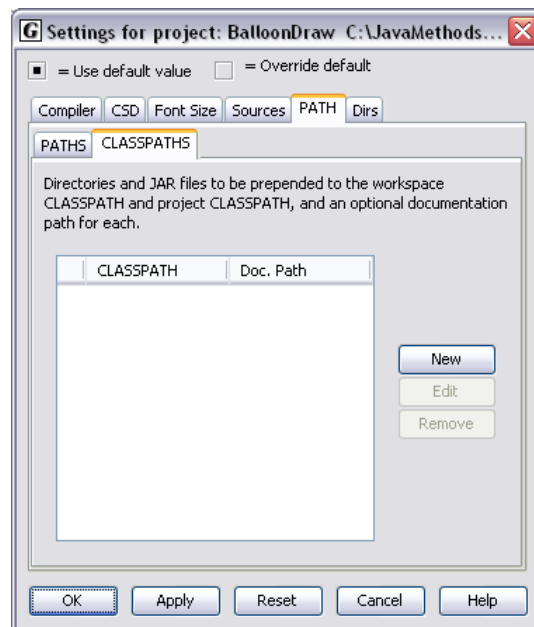 G Settings for project: BalloonDraw C:\JavaMethods...
= Use default value = Override default
Compiler CSD Font Size Sources PATH Dirs
PATHS CLASSPATHS
Directories and JAR files to be prepended to the workspace
CLASSPATH and project CLASSPATH, and an optional documentation
path for each.
CLASSPATH Doc. Path
New
Edit
Remove
OK Apply Reset Cancel Help